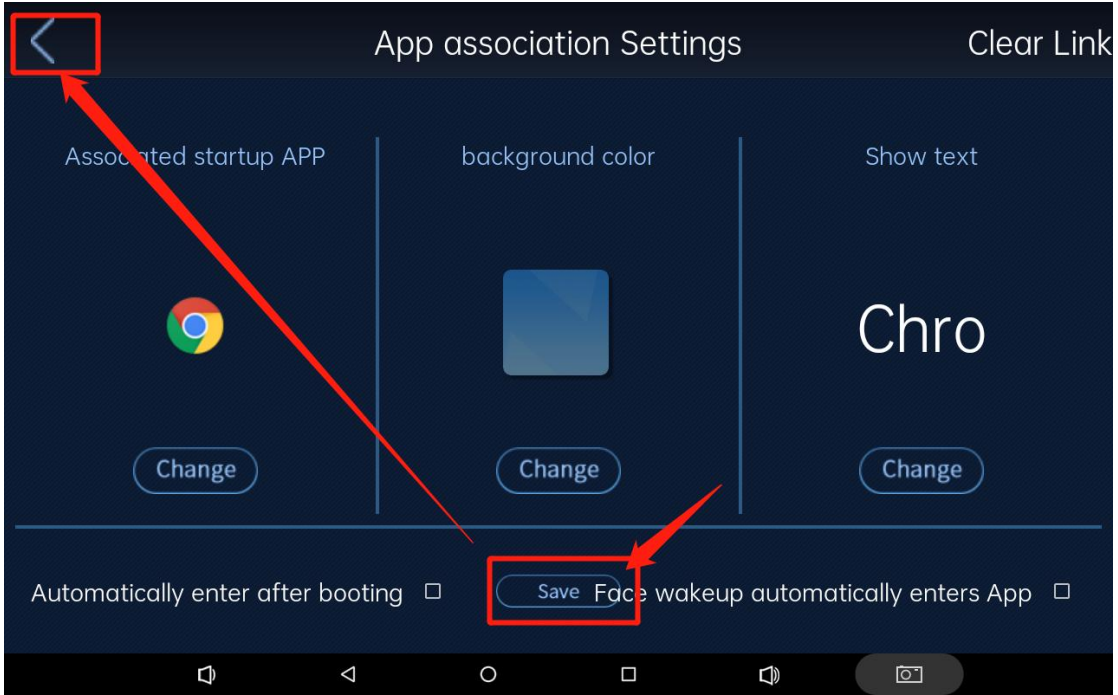 App association Settings
Clear Link
Associated startup APP
background color
Show text
Chro
Change
Change
Change
Automatically enter after booting
Save
Face wakeup automatically enters App